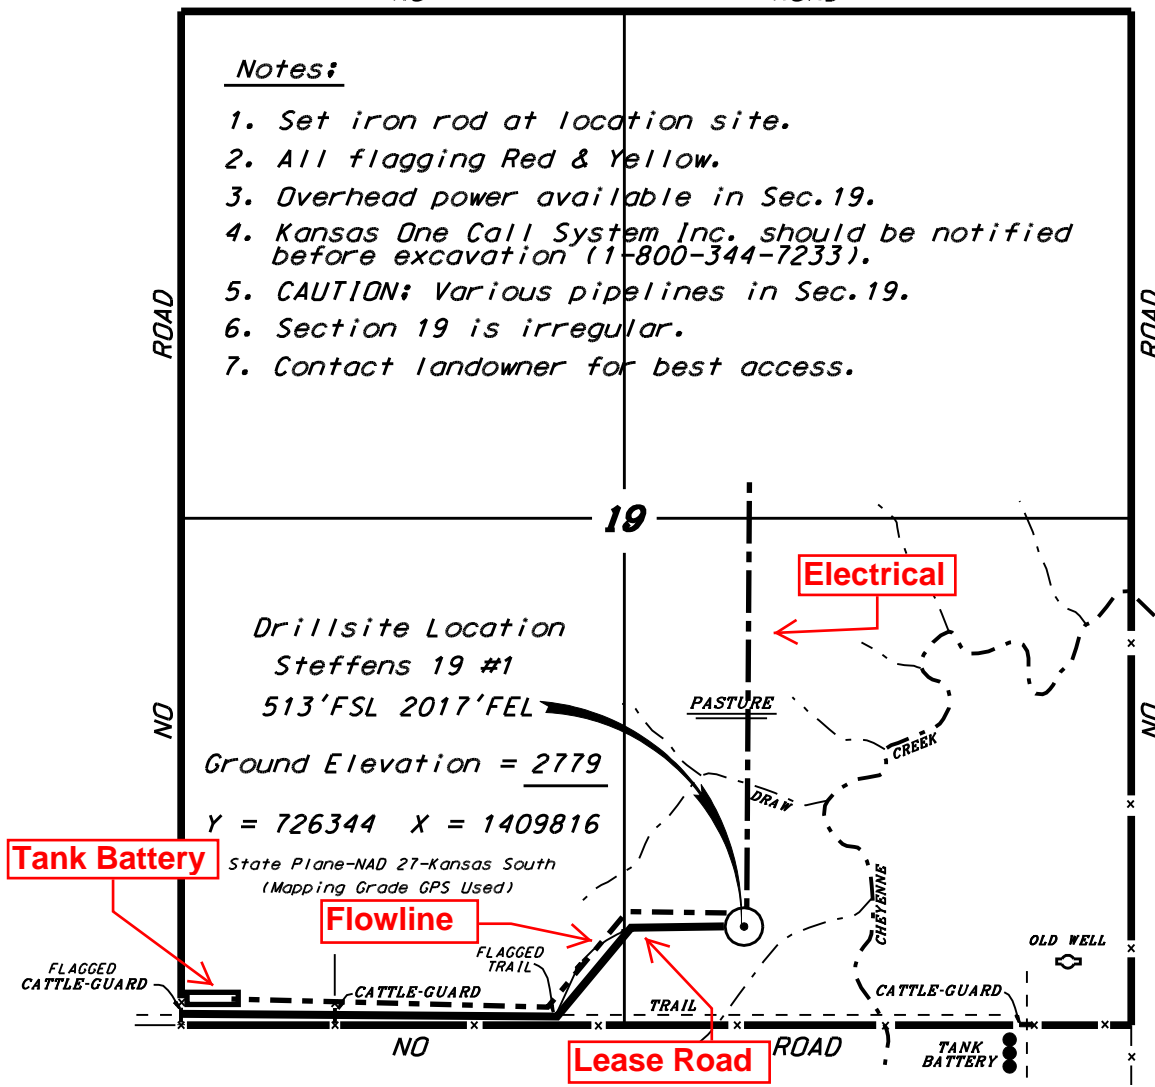 Notes:
1. Set iron rod at location site.
2. All flagging Red & Yellow.
3. Overhead power available in Sec.19.
4. Kansas One Call System Inc. should be notified
before excavation (1-800-344-7233).
5. CAUTION: Various pipelines in Sec.19.
6. Section 19 is irregular.
7. Contact landowner for best access.
ROAD
ROAD
19
Electrical
Drillsite Location
Steffens 19 #1
513'FSL 2017'FEL
PASTURE
NO
NO
CREEK
Ground Elevation = 2779
DRAW
Y = 726344 X = 1409816
Tank Battery
State Plane-NAD 27-Kansas South
(Mapping Grade GPS Used)
Flowline
CHEYENNE
OLD WELL
FLAGGED
CATTLE-GUARD
FLAGGED
TRAIL
CATTLE-GUARD
CATTLE-GUARD
TRAIL
NO
Lease Road
ROAD
TANK
BATTERY